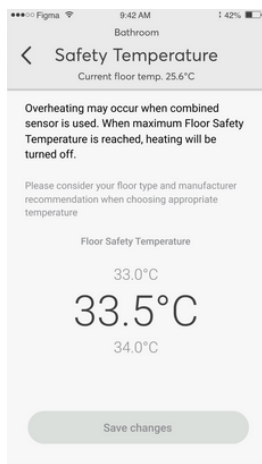 Figma 9:42 AM 42%
Bathroom
Safety Temperature
Current floor temp. 25.6°C
Overheating may occur when combined
sensor is used. When maximum Floor Safety
Temperature is reached, heating will be
turned off.
Please consider your floor type and manufacturer
recommendation when choosing appropriate
temperature
Floor Safety Temperature
33.0°C
33.5°C
34.0°C
Save changes